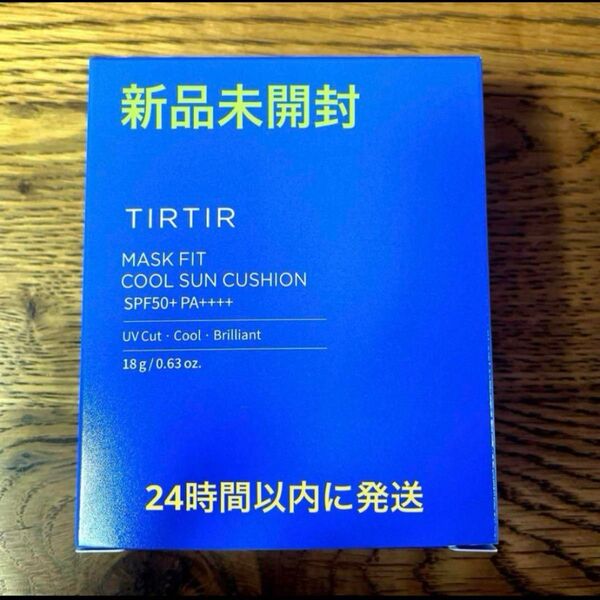 新品未開封
TIRTIR
MASK FIT
COOL SUN CUSHION
SPF50+ PA++++
UV Cut · Cool · Brilliant
18 g / 0.63 oz.
24時間以内に発送